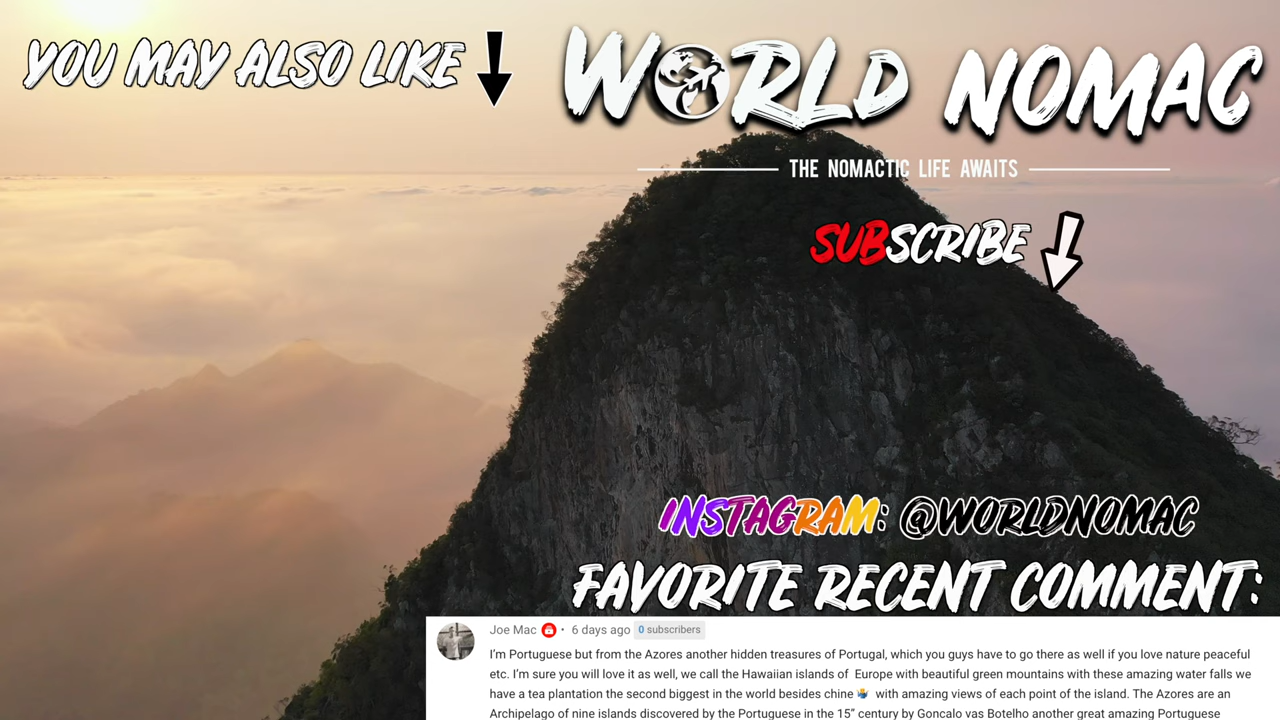 YOU MAY ALSO LIKE
WORLD NOMAC
THE NOMACTIC LIFE AWAITS
SUBSCRIBE
INSTAGRAM: @WORLDNOMAC
FAVORITE RECENT COMMENT:
Joe Mac • 6 days ago 0 subscribers
I’m Portuguese but from the Azores another hidden treasures of Portugal, which you guys have to go there as well if you love nature peaceful
etc. I’m sure you will love it as well, we call the Hawaiian islands of Europe with beautiful green mountains with these amazing water falls we
have a tea plantation the second biggest in the world besides chine with amazing views of each point of the island. The Azores are an
Archipelago of nine islands discovered by the Portuguese in the 15” century by Goncalo vas Botelho another great amazing Portuguese